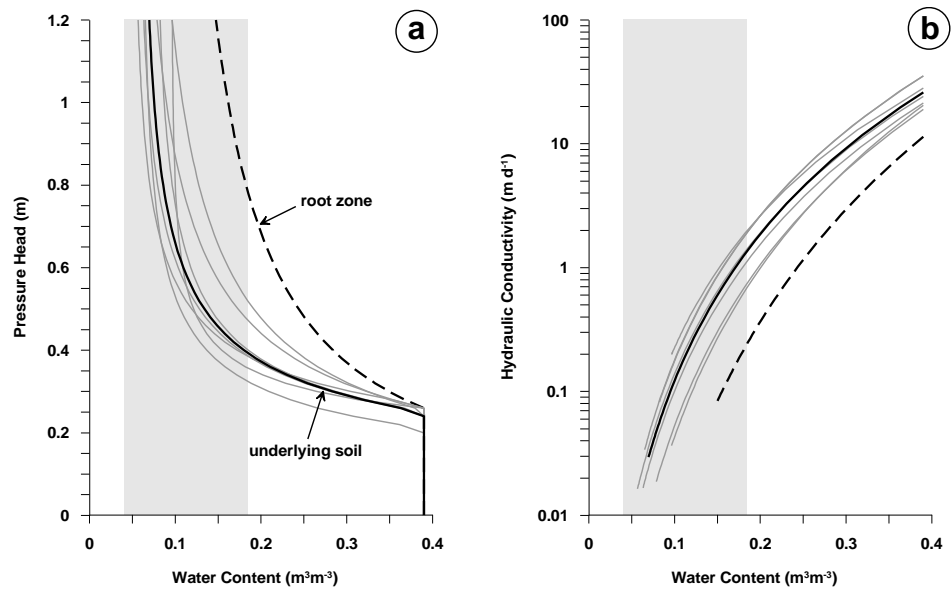 a
1.2
1
0.8
0.6
0.4
0.2
0
Pressure Head (m)
root zone
underlying soil
0 0.1 0.2 0.3 0.4
Water Content (m³m⁻³)
b
100
10
1
0.1
0.01
Hydraulic Conductivity (m d⁻¹)
0 0.1 0.2 0.3 0.4
Water Content (m³m⁻³)